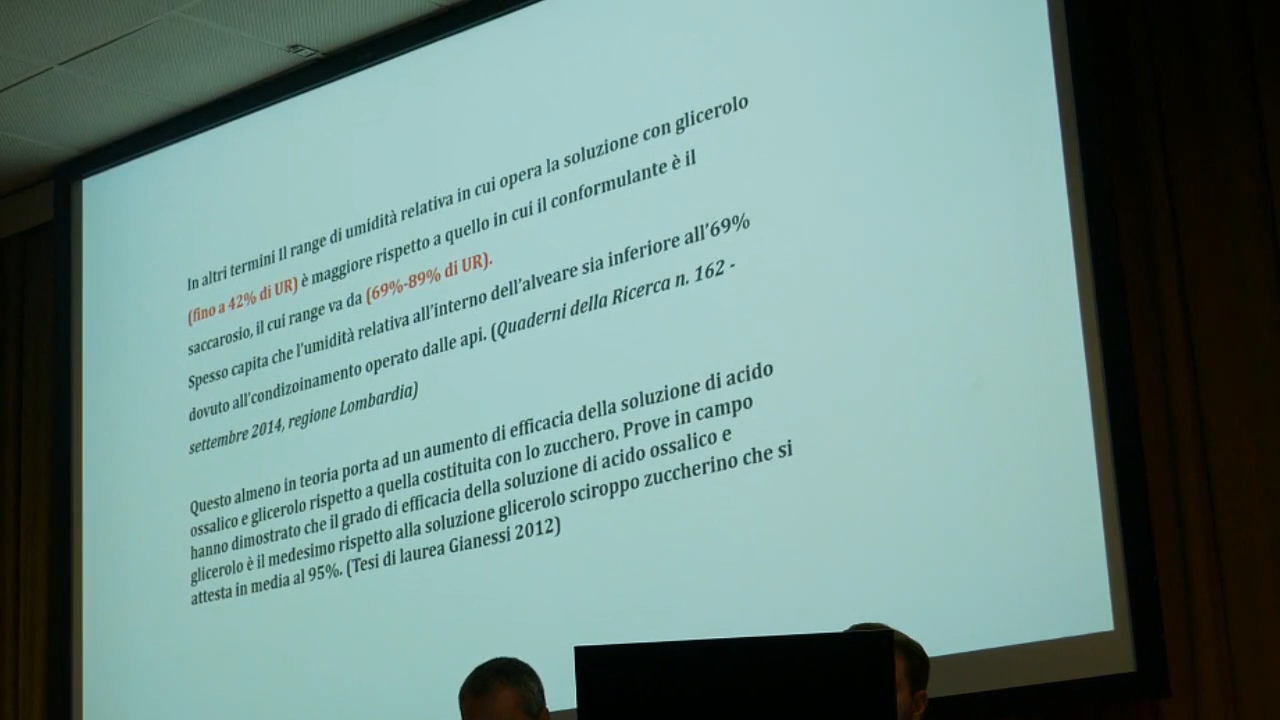 In altri termini Il range di umidità relativa in cui opera la soluzione con glicerolo
(fino a 42% di UR) è maggiore rispetto a quello in cui il conformulante è il
saccarosio, il cui range va da (69%-89% di UR).
Spesso capita che l'umidità relativa all'interno dell'alveare sia inferiore all'69%
dovuto all'condizoinamento operato dalle api. (Quaderni della Ricerca n. 162 -
settembre 2014, regione Lombardia)
Questo almeno in teoria porta ad un aumento di efficacia della soluzione di acido
ossalico e glicerolo rispetto a quella costituita con lo zucchero. Prove in campo
hanno dimostrato che il grado di efficacia della soluzione di acido ossalico e
glicerolo è il medesimo rispetto alla soluzione glicerolo sciroppo zuccherino che si
attesta in media al 95%. (Tesi di laurea Gianessi 2012)